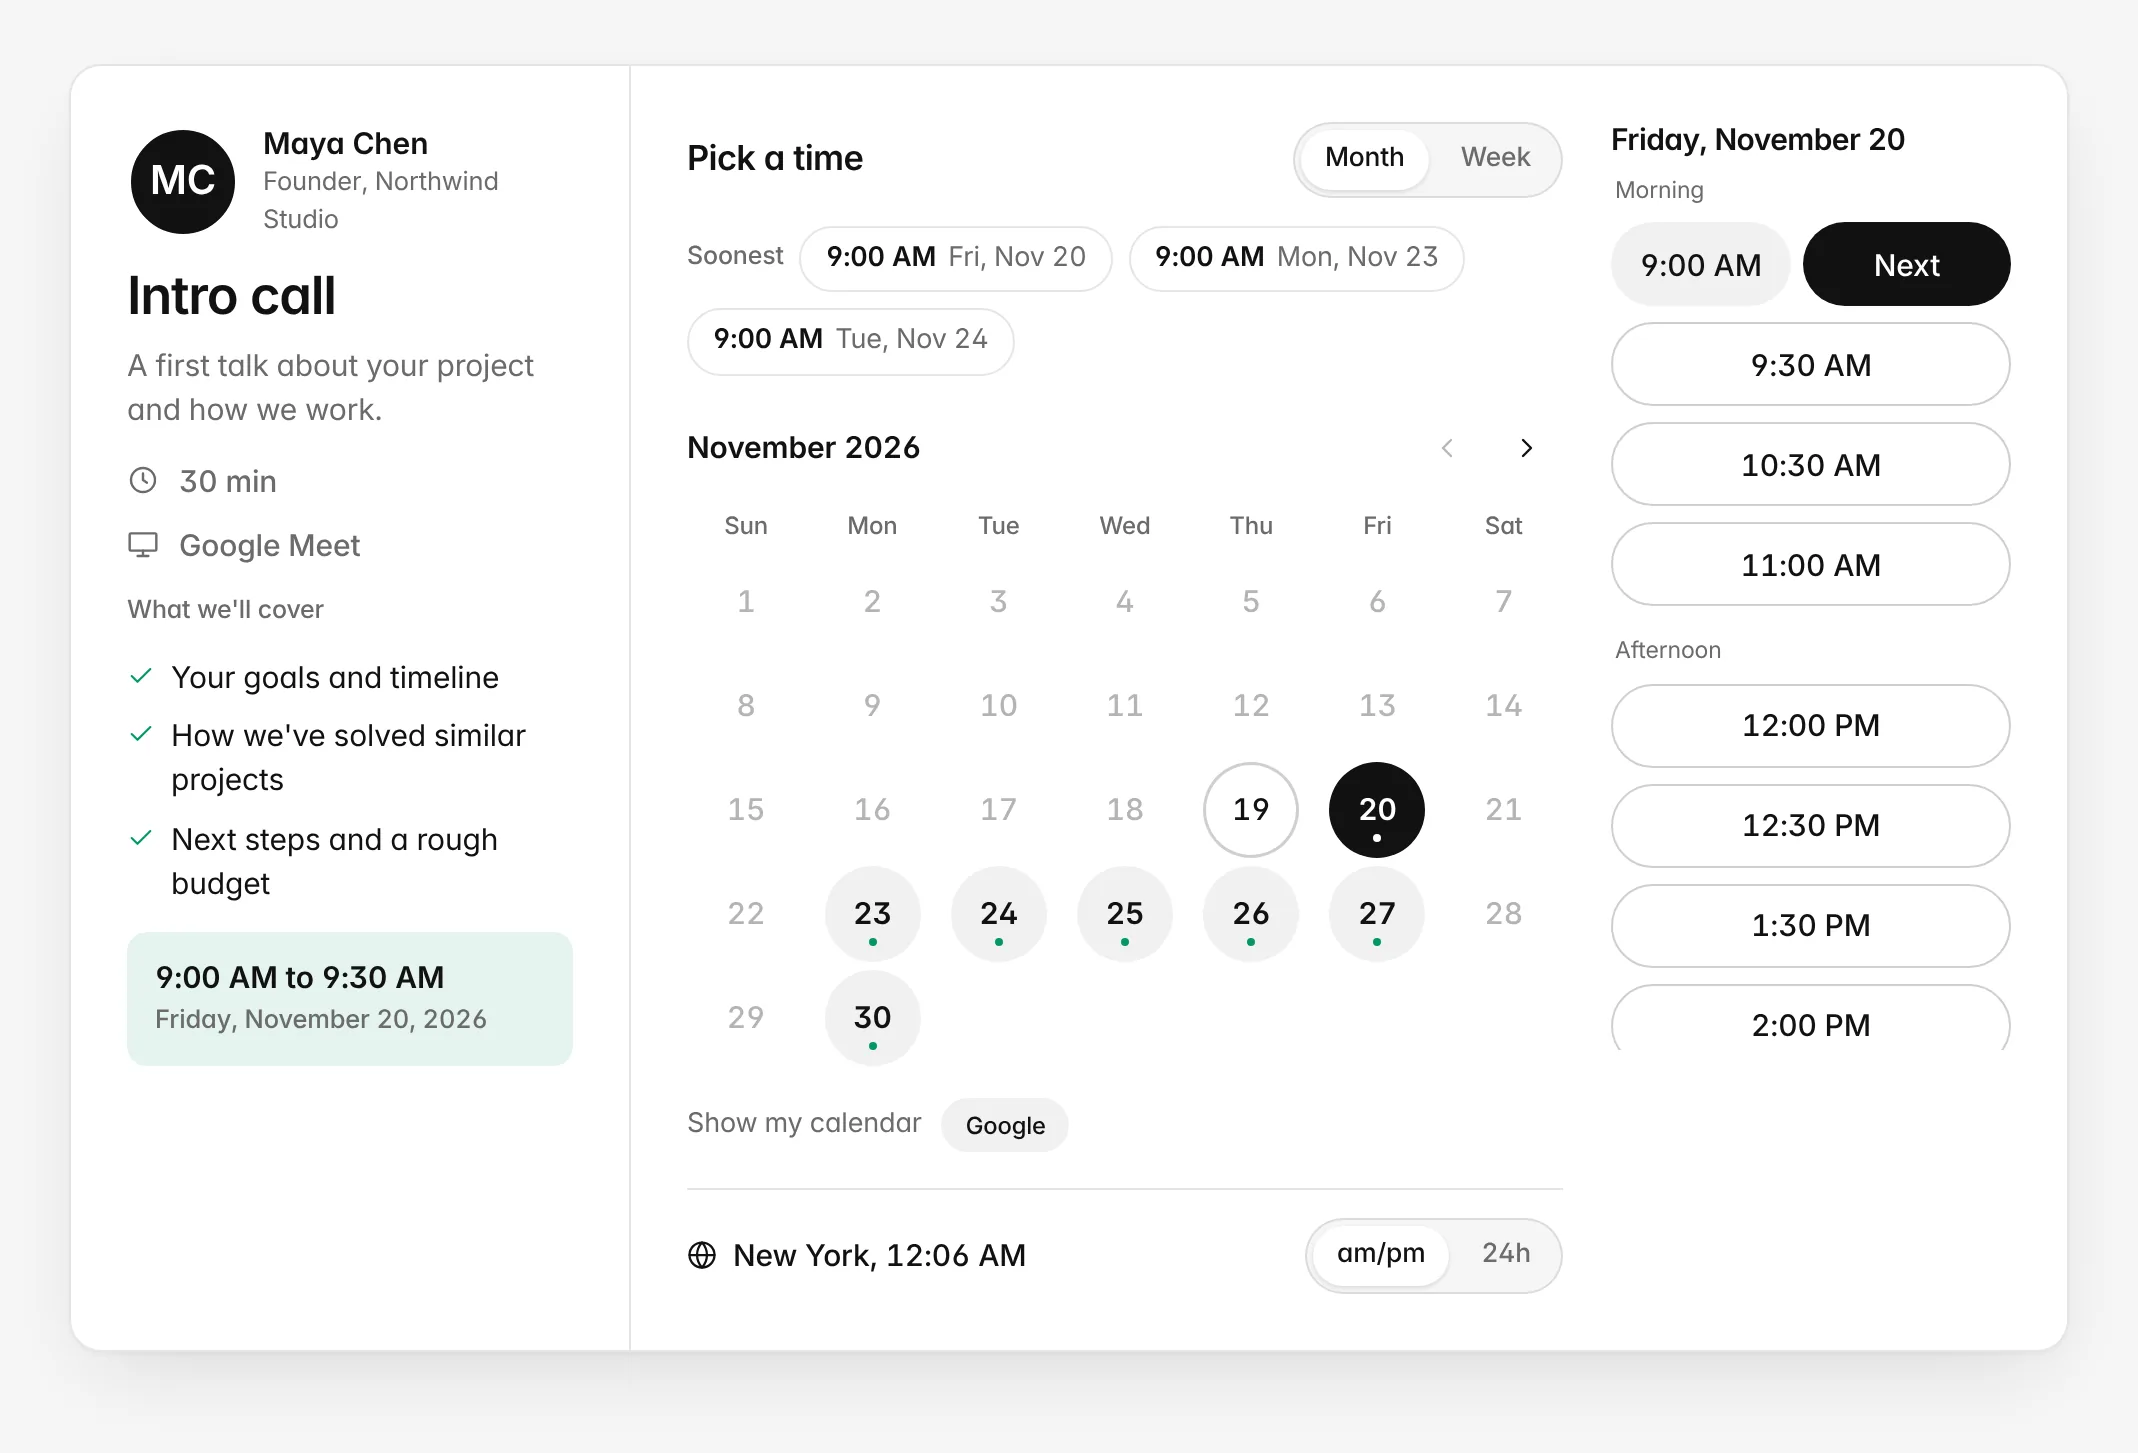 MC
Maya Chen
Founder, Northwind
Studio
Intro call
A first talk about your project
and how we work.
30 min
Google Meet
What we'll cover
Your goals and timeline
How we've solved similar
projects
Next steps and a rough
budget
9:00 AM to 9:30 AM
Friday, November 20, 2026
Pick a time
Month Week
Soonest 9:00 AM Fri, Nov 20 9:00 AM Mon, Nov 23
9:00 AM Tue, Nov 24
November 2026
Sun Mon Tue Wed Thu Fri Sat
1 2 3 4 5 6 7
8 9 10 11 12 13 14
15 16 17 18 19 20 21
22 23 24 25 26 27 28
29 30
Show my calendar Google
New York, 12:06 AM
am/pm 24h
Friday, November 20
Morning
9:00 AM Next
9:30 AM
10:30 AM
11:00 AM
Afternoon
12:00 PM
12:30 PM
1:30 PM
2:00 PM